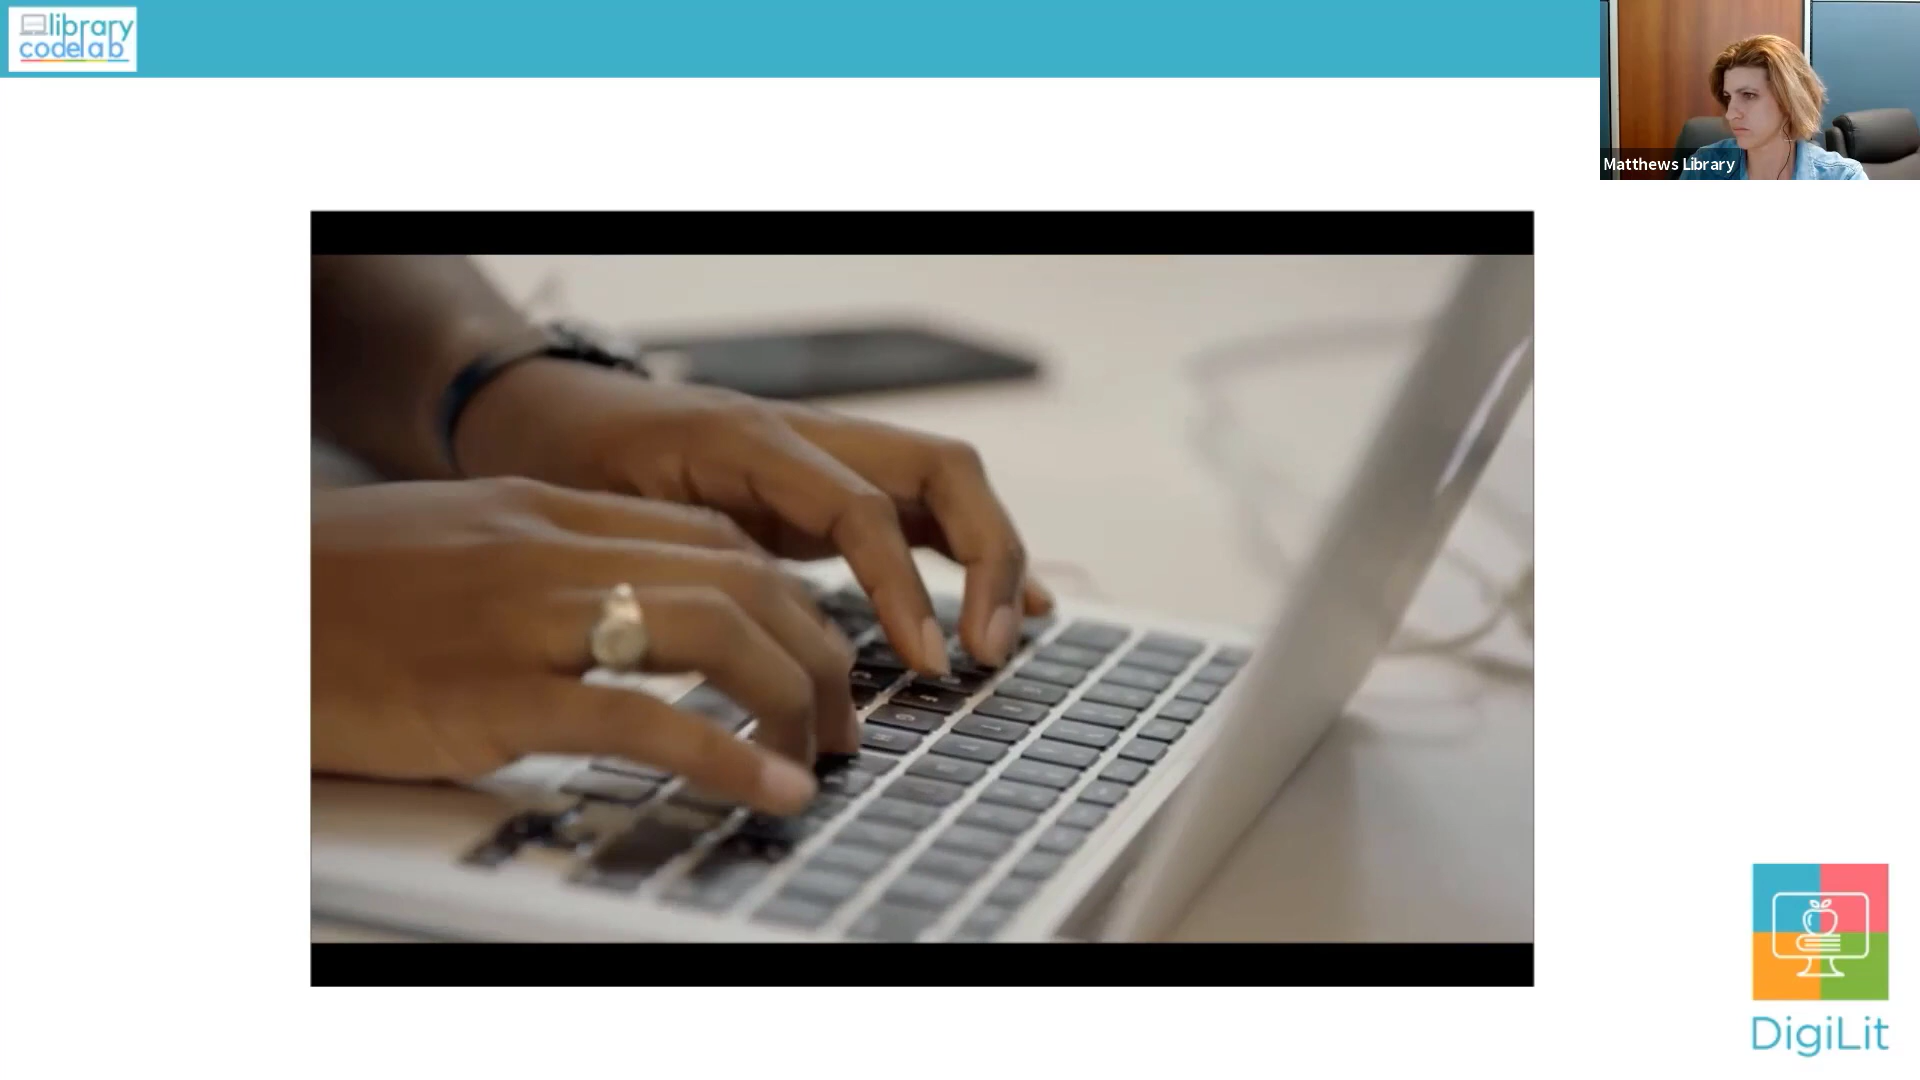 library
codelab
Matthews Library
DigiLit